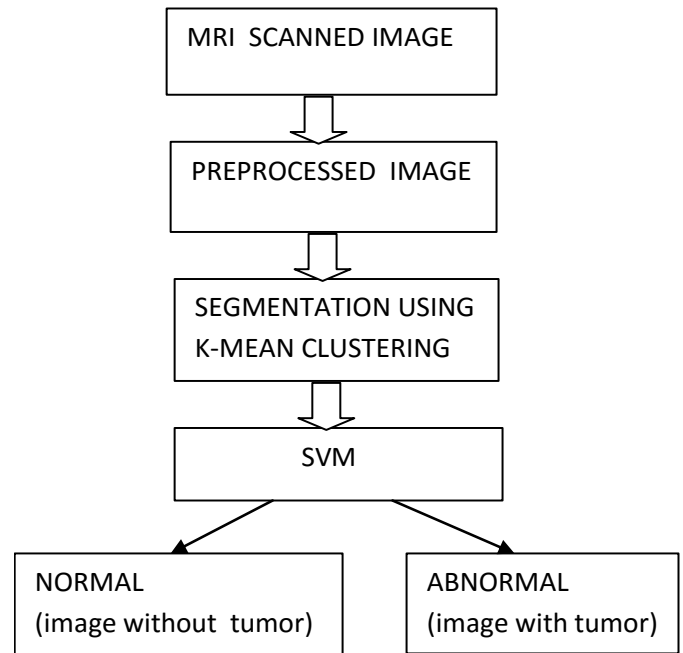 MRI SCANNED IMAGE
PREPROCESSED IMAGE
SEGMENTATION USING
K-MEAN CLUSTERING
SVM
NORMAL
(image without tumor)
ABNORMAL
(image with tumor)